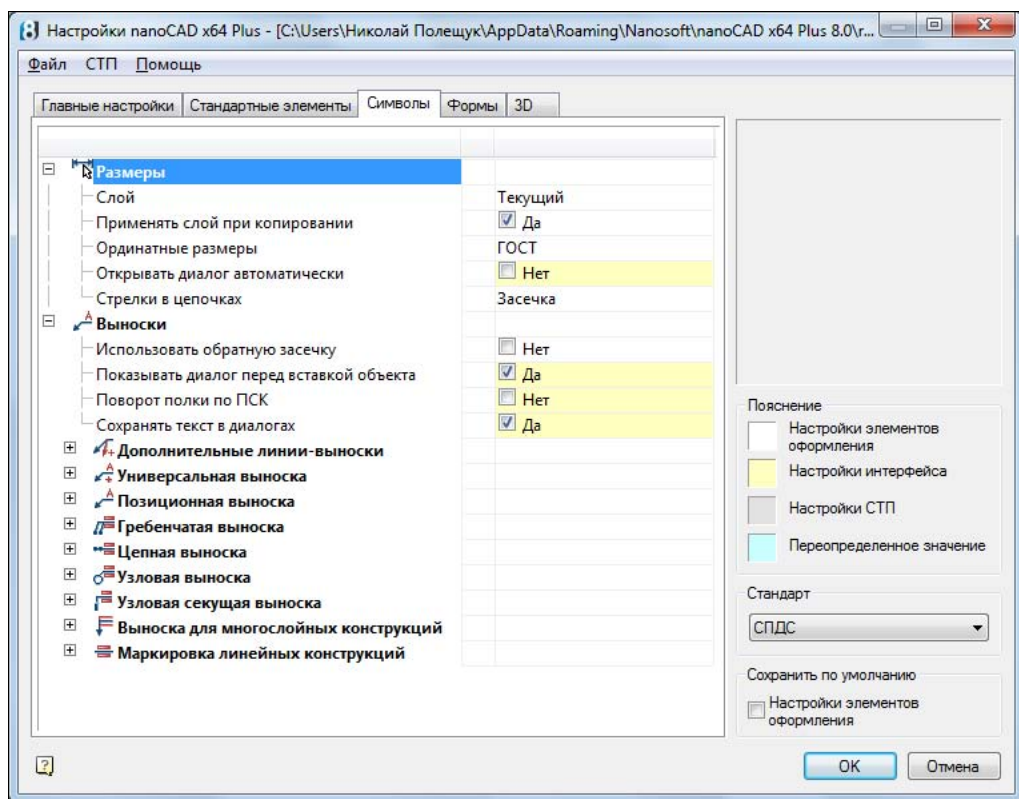 Настройки nanoCAD x64 Plus - [C:\Users\Николай Полещук\AppData\Roaming\Nanosoft\nanoCAD x64 Plus 8.0\r...
Файл СТП Помощь
Главные настройки Стандартные элементы Символы Формы 3D
Размеры
Слой Текущий
Применять слой при копировании Да
Ординатные размеры ГОСТ
Открывать диалог автоматически Нет
Стрелки в цепочках Засечка
Выноски
Использовать обратную засечку Нет
Показывать диалог перед вставкой объекта Да
Поворот полки по ПСК Нет
Сохранять текст в диалогах Да
Дополнительные линии-выноски
Универсальная выноска
Позиционная выноска
Гребенчатая выноска
Цепная выноска
Узловая выноска
Узловая секущая выноска
Выноска для многослойных конструкций
Маркировка линейных конструкций
Пояснение
Настройки элементов
оформления
Настройки интерфейса
Настройки СТП
Переопределенное значение
Стандарт
СПДС
Сохранить по умолчанию
Настройки элементов
оформления
OK Отмена